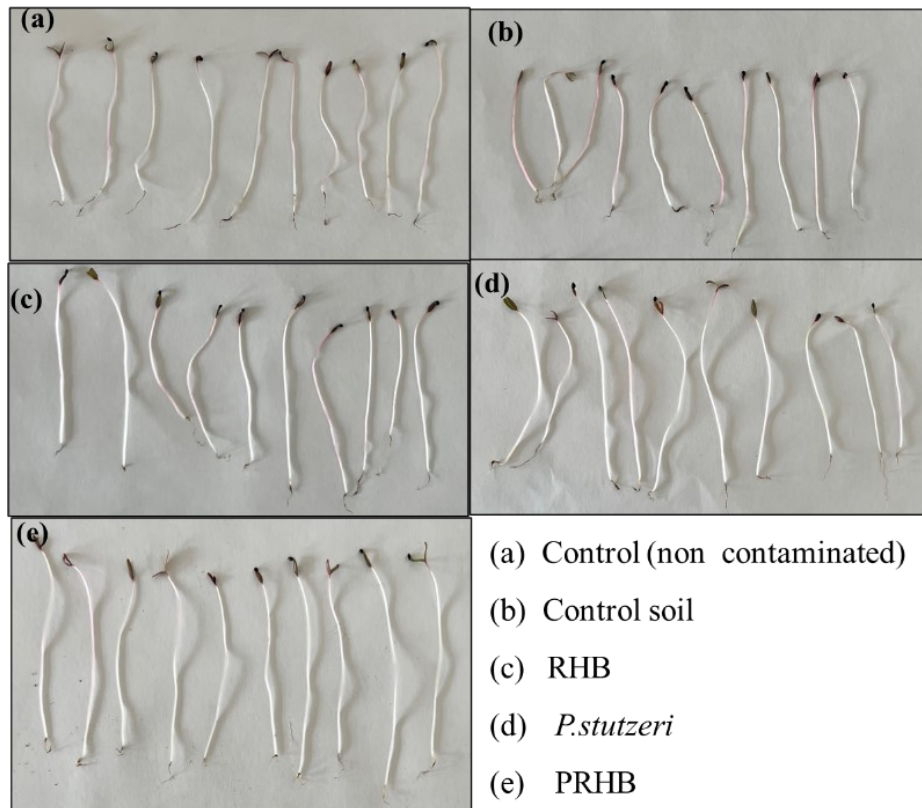 (a)
(b)
(c)
(d)
(e)
(a) Control (non contaminated)
(b) Control soil
(c) RHB
(d) P.stutzeri
(e) PRHB